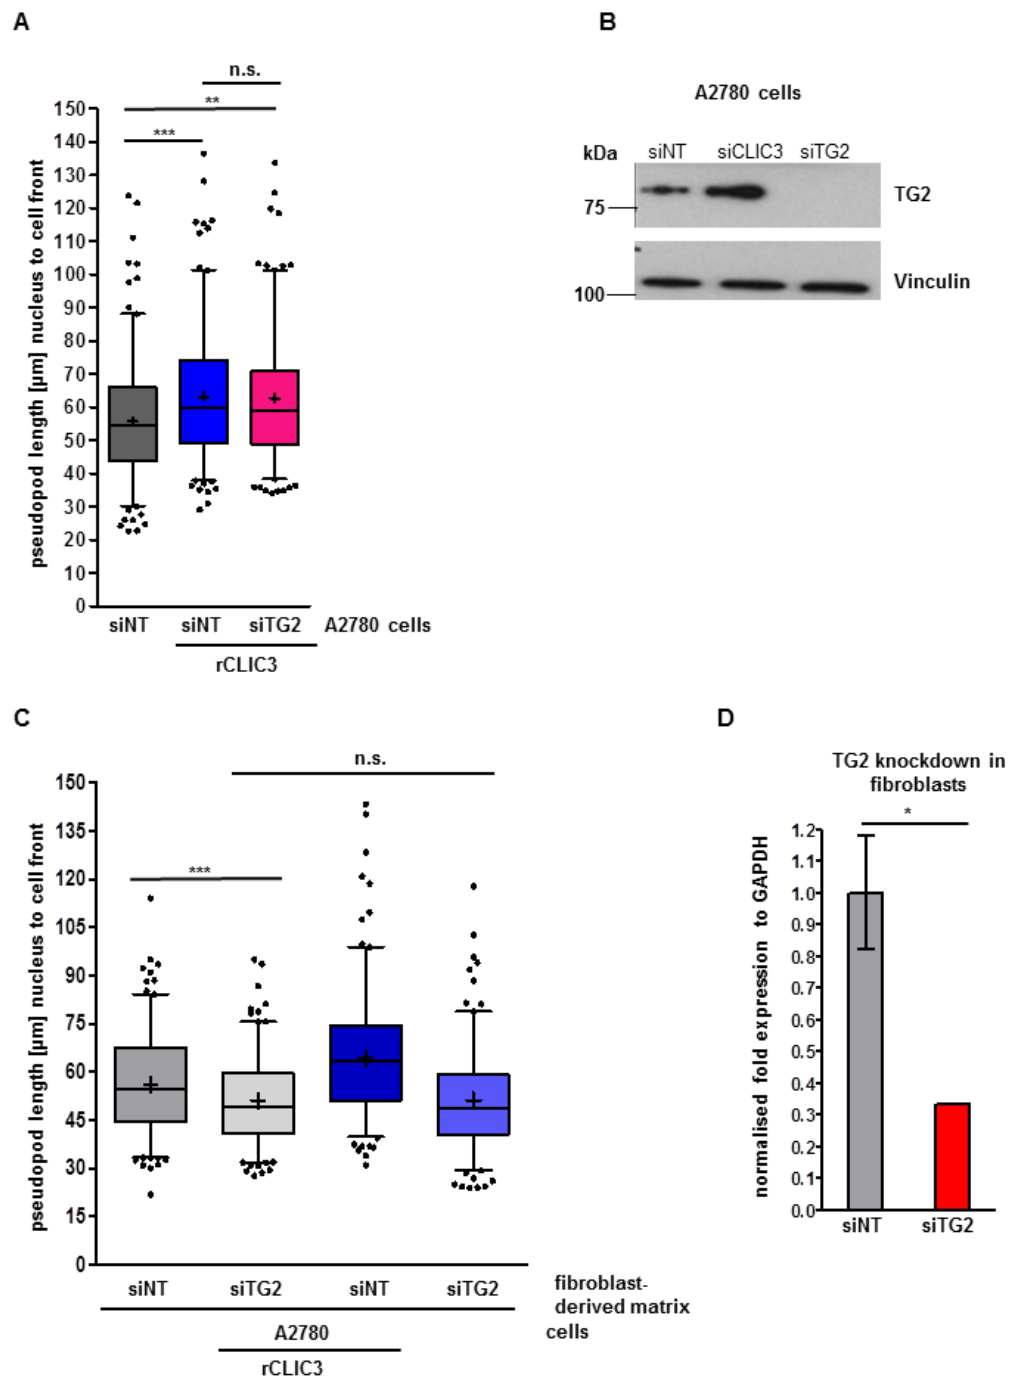 A
n.s.
**
***
pseudopod length [µm] nucleus to cell front
150
140
130
120
110
100
90
80
70
60
50
40
30
20
10
0
siNT siNT siTG2 A2780 cells
rCLIC3
B
A2780 cells
kDa siNT siCLIC3 siTG2
75 TG2
100 Vinculin
C
n.s.
***
pseudopod length [µm] nucleus to cell front
150
135
120
105
90
75
60
45
30
15
0
siNT siTG2 siNT siTG2 fibroblast-
derived matrix
A2780 cells
rCLIC3
D
TG2 knockdown in
fibroblasts
*
normalised fold expression to GAPDH
1.2
1.1
1.0
0.9
0.8
0.7
0.6
0.5
0.4
0.3
0.2
0.1
0.0
siNT siTG2